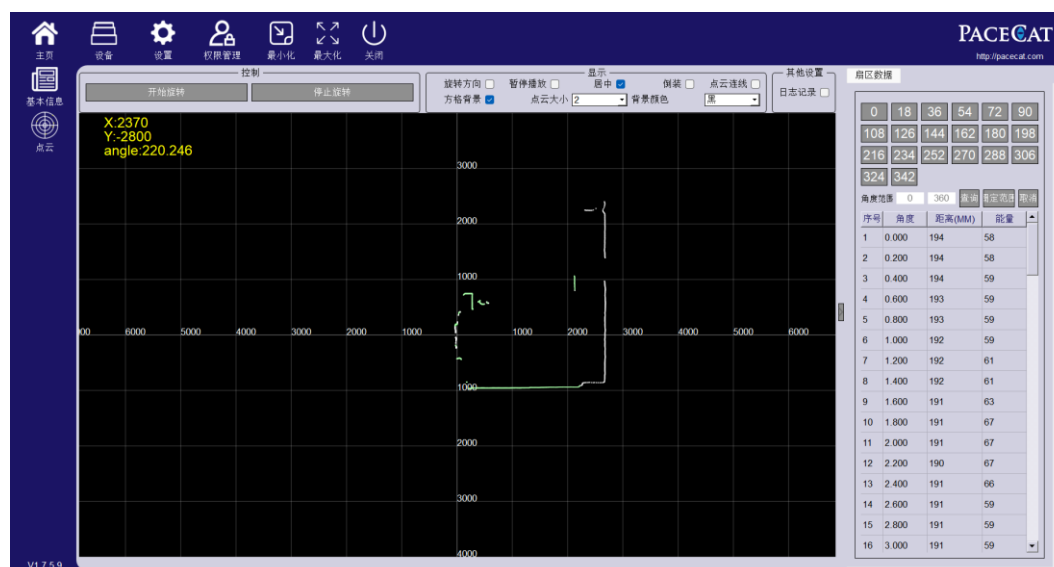 PACECAT
http://pacecat.com
主页
设备
设置
权限管理
最小化
最大化
关闭
基本信息
点云
V1.7.5.9
控制
开始旋转
停止旋转
显示
旋转方向
暂停播放
居中
倒装
点云连线
方格背景
点云大小
2
背景颜色
黑
其他设置
日志记录
X:2370
Y:-2800
angle:220.246
3000
2000
1000
00 6000 5000 4000 3000 2000 1000 1000 2000 3000 4000 5000 6000
1000
2000
3000
4000
扇区数据
0 18 36 54 72 90
108 126 144 162 180 198
216 234 252 270 288 306
324 342
角度范围 0 360 查询 取消
序号 角度 距离(MM) 能量
1 0.000 194 58
2 0.200 194 58
3 0.400 194 59
4 0.600 193 59
5 0.800 193 59
6 1.000 192 59
7 1.200 192 61
8 1.400 192 61
9 1.600 191 63
10 1.800 191 67
11 2.000 191 67
12 2.200 190 67
13 2.400 191 66
14 2.600 191 59
15 2.800 191 59
16 3.000 191 59